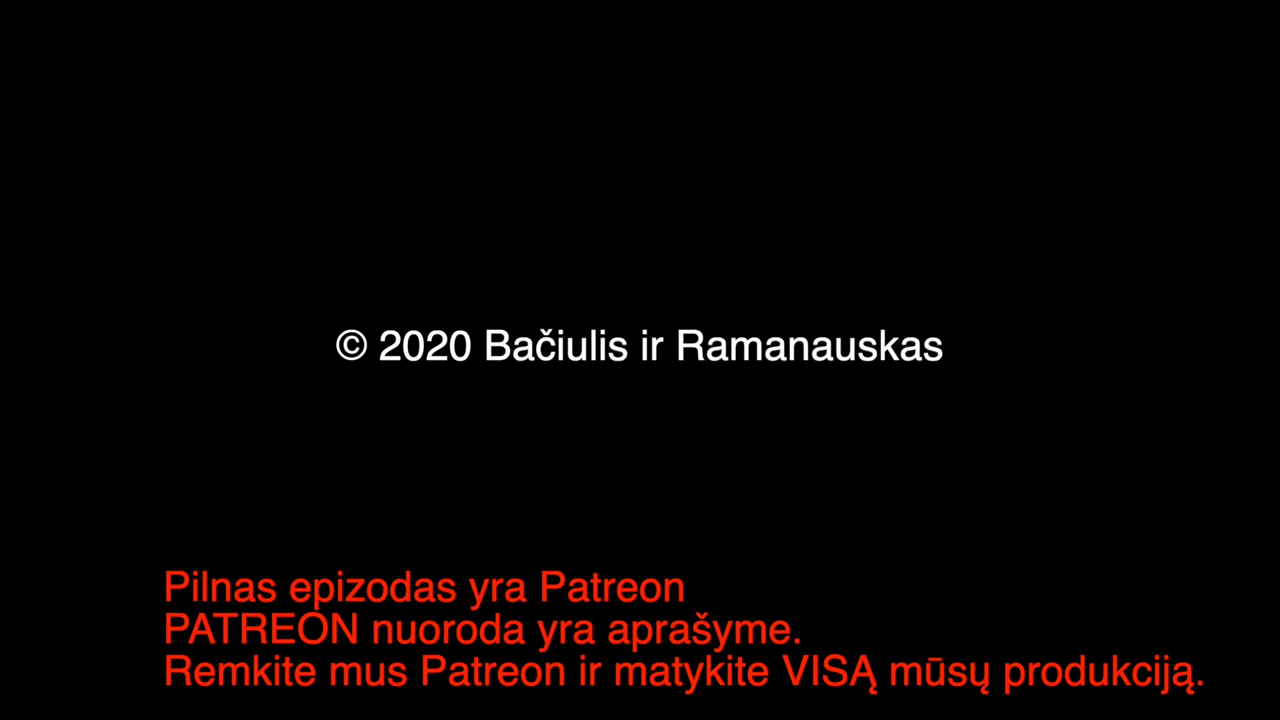 © 2020 Bačiulis ir Ramanauskas
Pilnas epizodas yra Patreon
PATREON nuoroda yra aprašyme.
Remkite mus Patreon ir matykite VISĄ mūsų produkciją.